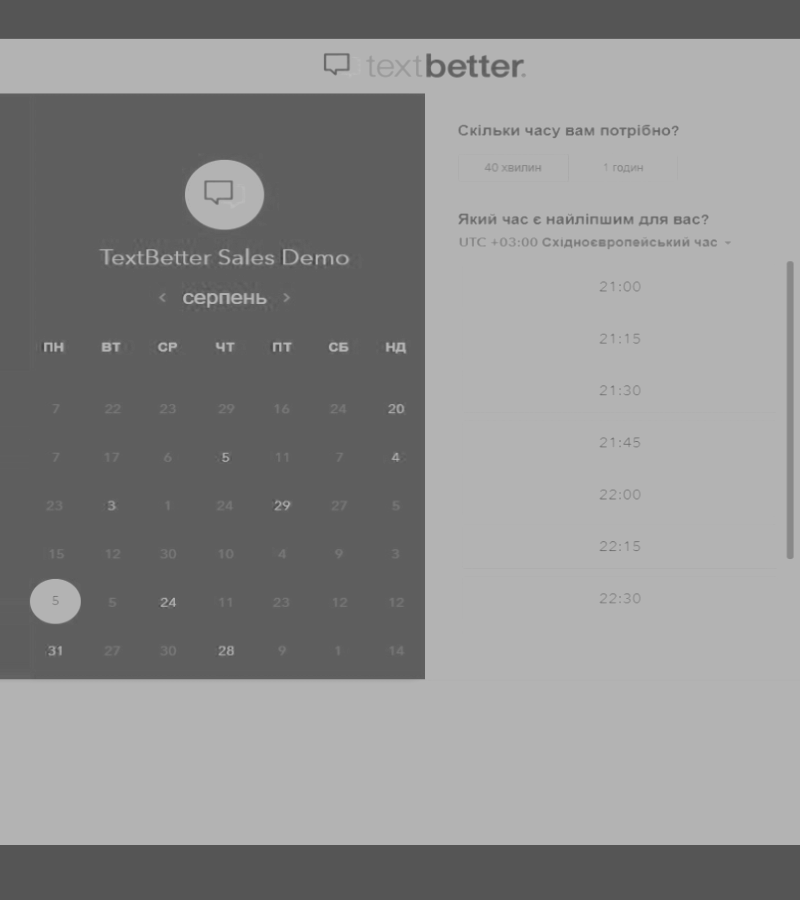 textbetter.
TextBetter Sales Demo
‹ серпень ›
ПН ВТ СР ЧТ ПТ СБ НД
7 22 23 29 16 24 20
7 17 6 5 11 7 4
23 3 1 24 29 27 5
15 12 30 10 4 9 3
5 5 24 11 23 12 12
31 27 30 28 9 1 14
Скільки часу вам потрібно?
40 хвилин 1 годин
Який час є найліпшим для вас?
UTC +03:00 Східноєвропейський час
21:00
21:15
21:30
21:45
22:00
22:15
22:30